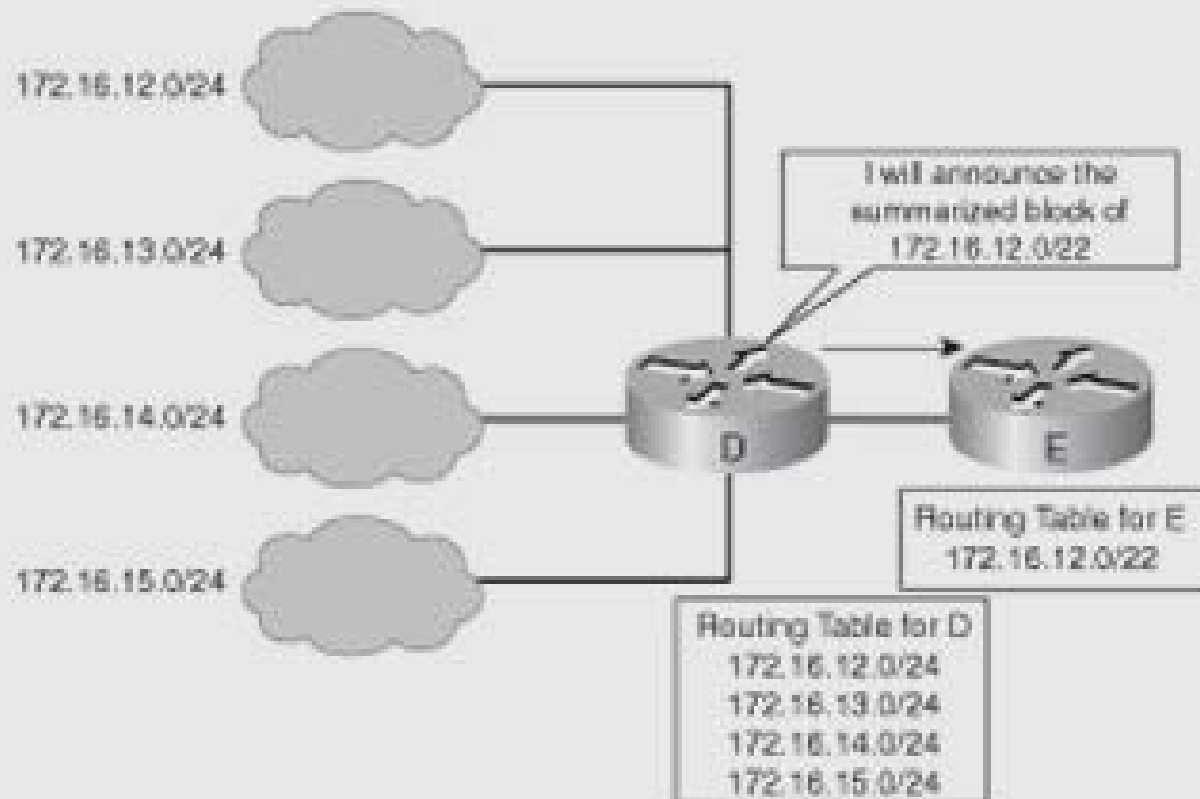 172.16.12.0/24
172.16.13.0/24
172.16.14.0/24
172.16.15.0/24
I will announce the
summarized block of
172.16.12.0/22
D
E
Routing Table for E
172.16.12.0/22
Routing Table for D
172.16.12.0/24
172.16.13.0/24
172.16.14.0/24
172.16.15.0/24